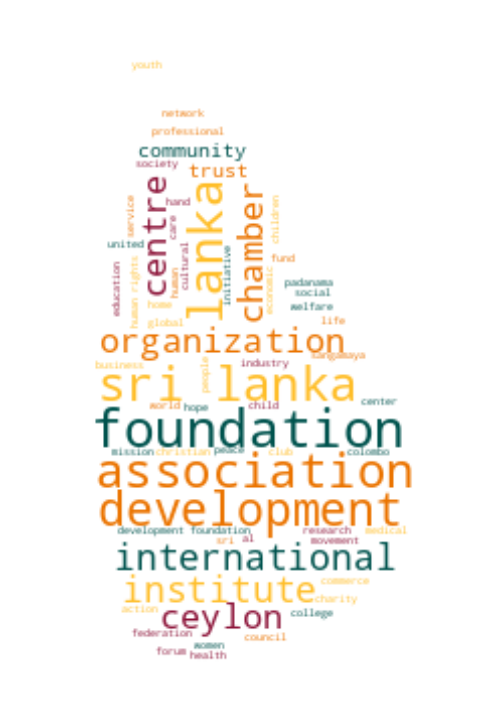 youth
network
professional
community
society
trust
centre
hand
lanka
chamber
service
care
children
united
cultural
initiative
education
human rights
human
economic
fund
padanama
social
welfare
home
global
life
organization
sangamaya
business
people
industry
sri lanka
world
hope
child
center
foundation
mission
christian
peace
club
colombo
association
development
development foundation
research
medical
sri
al
movement
international
institute
commerce
charity
action
ceylon
college
federation
council
women
forum
health